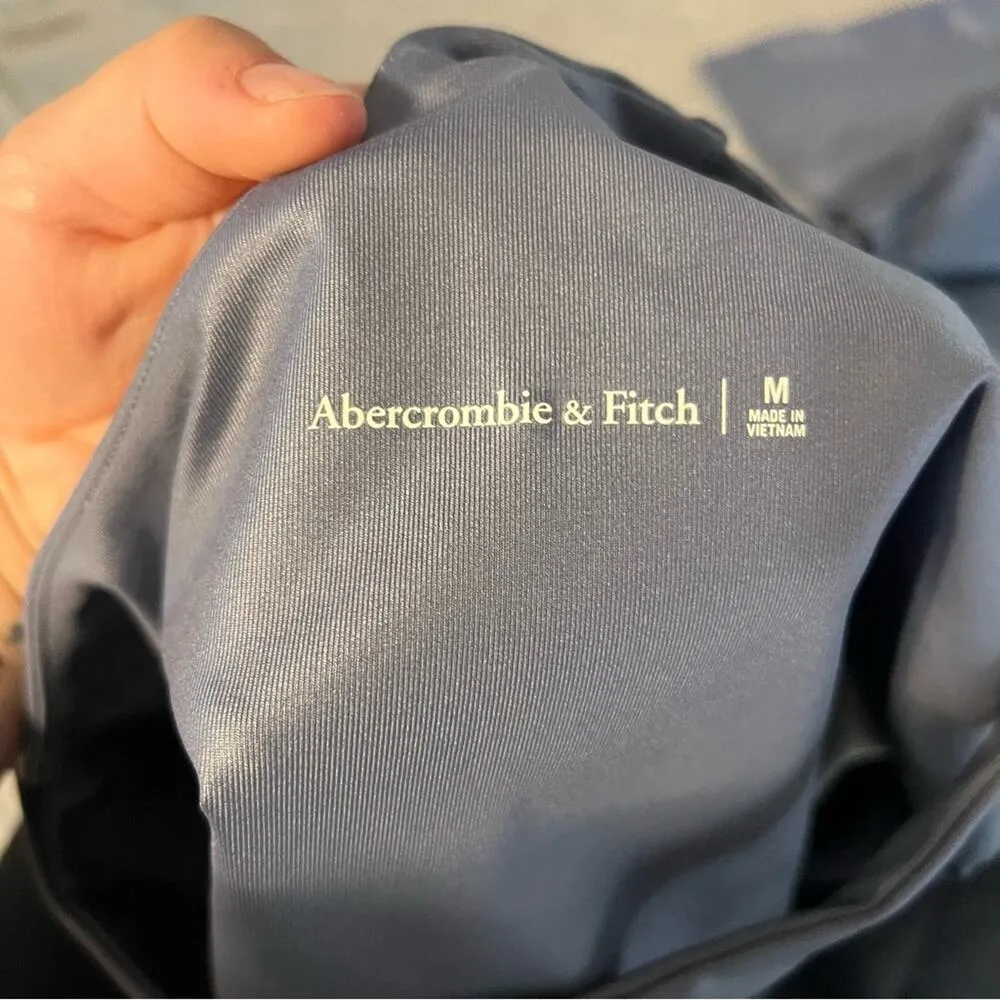 Abercrombie & Fitch | M
MADE IN
VIETNAM